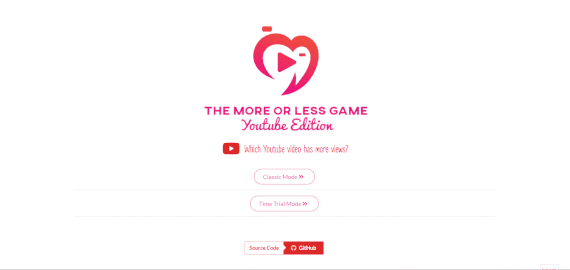 THE MORE OR LESS GAME
Youtube Edition
Which Youtube video has more views?
Classic Mode »
Time Trial Mode »
Source Code GitHub